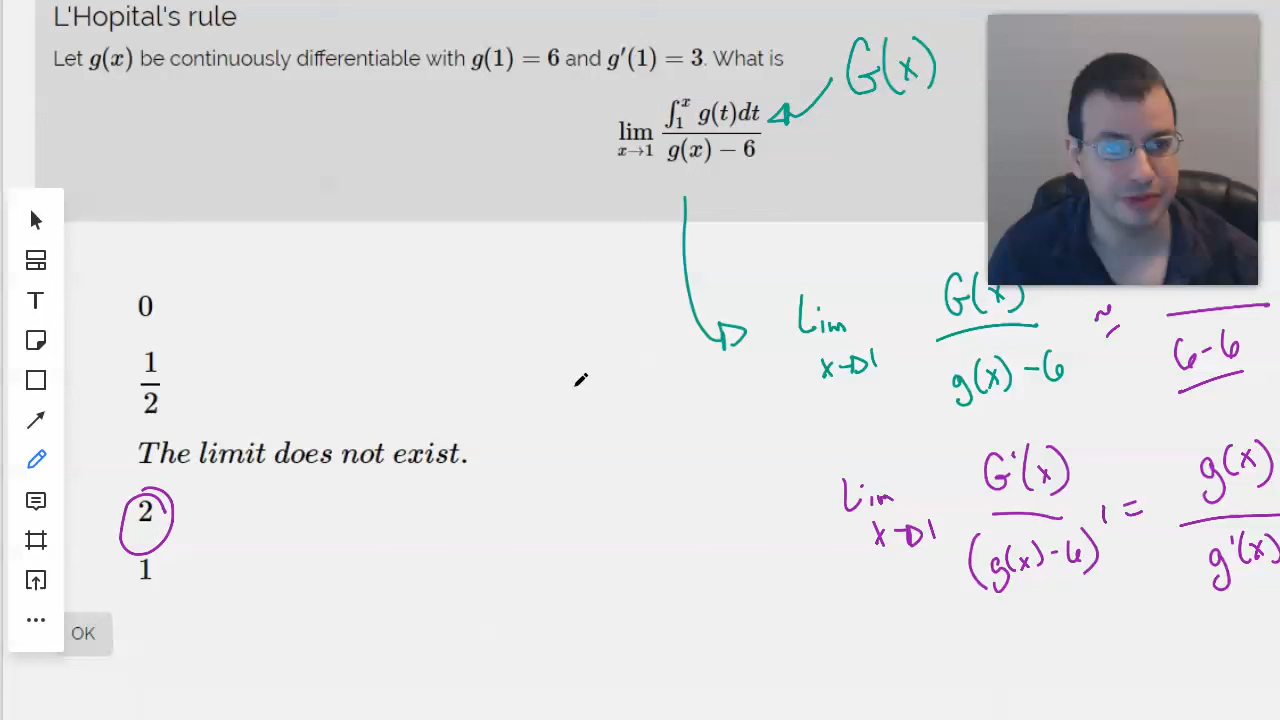 L'Hopital's rule
Let g(x) be continuously differentiable with g(1) = 6 and g′(1) = 3. What is
G(x)
lim x→1 ∫₁ˣ g(t)dt / g(x) − 6
0
1/2
The limit does not exist.
2
1
lim x→1 G(x) / g(x) − 6 ≈ / 6−6
lim x→1 G'(x) / (g(x)−6)' = g(x) / g'(x)
T
OK